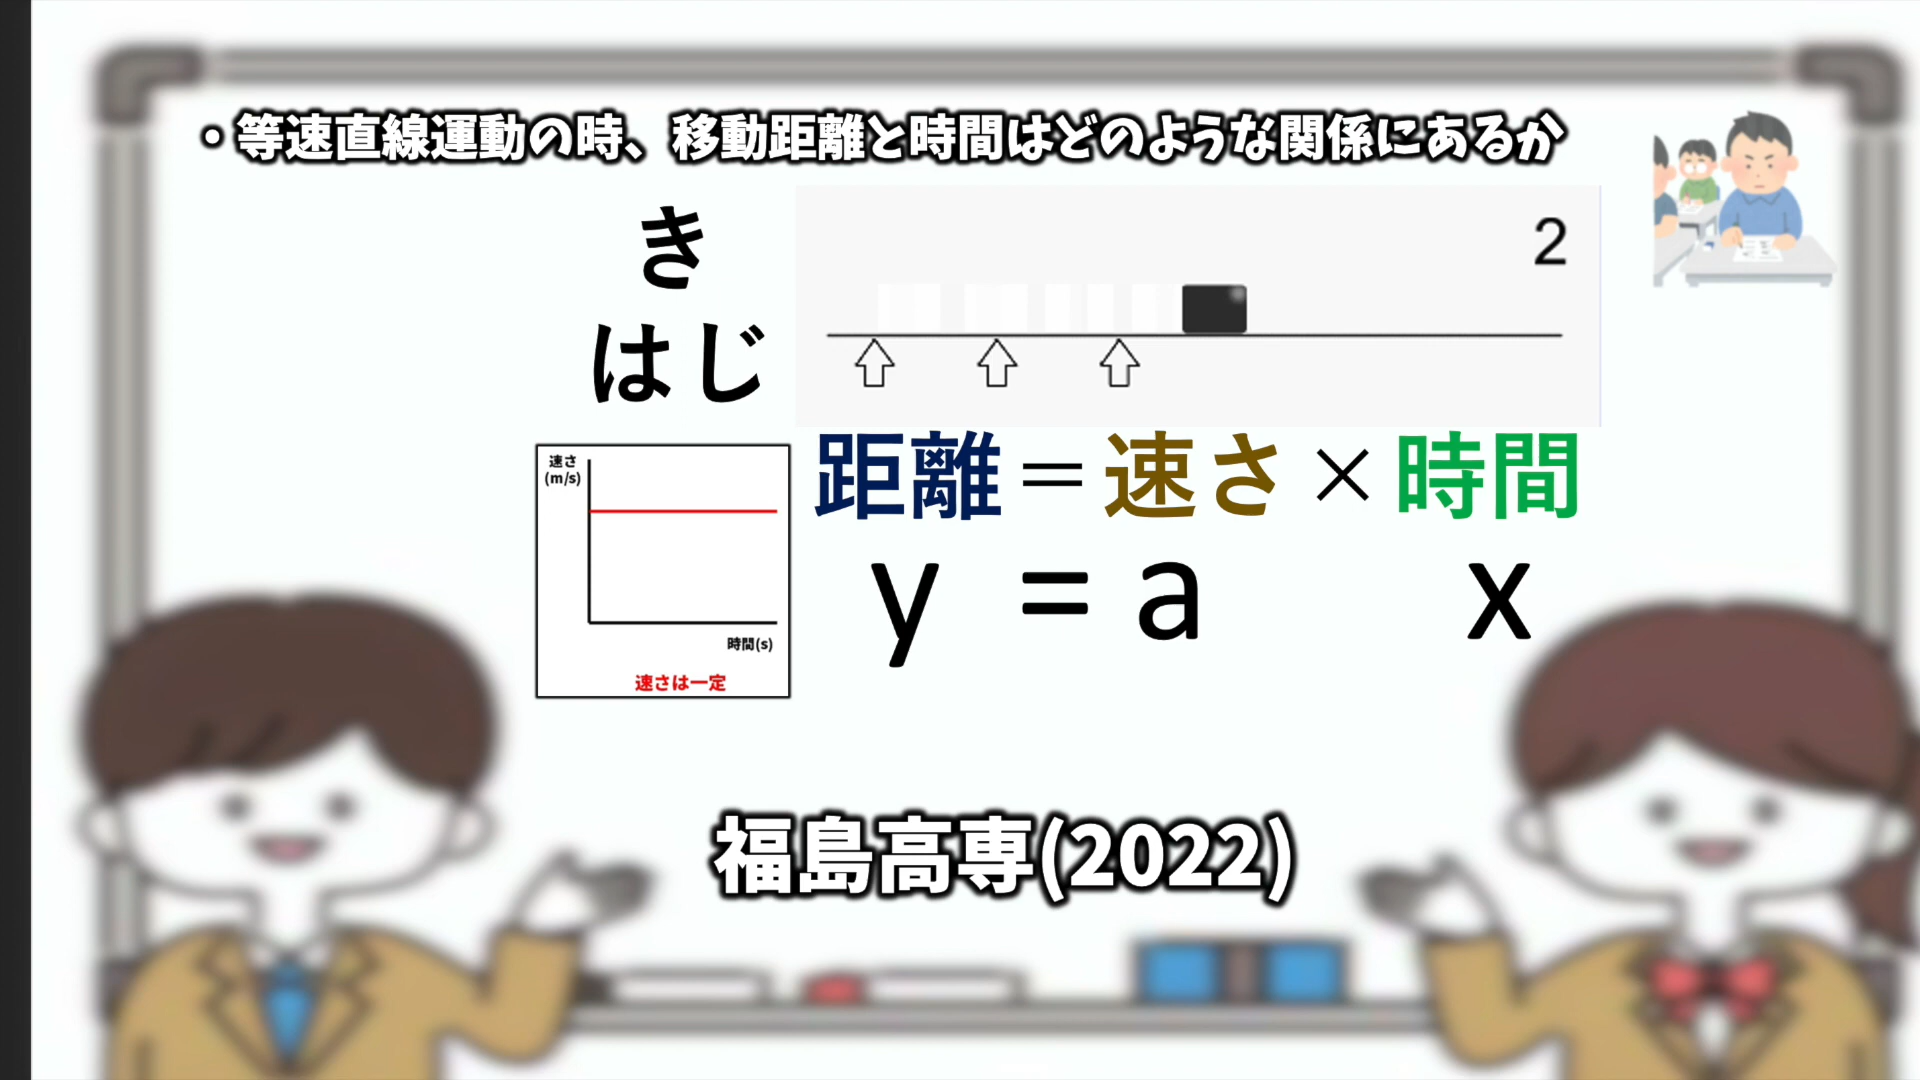 ・等速直線運動の時、移動距離と時間はどのような関係にあるか
き
はじ
2
速さ
(m/s)
時間(s)
速さは一定
距離＝速さ×時間
y = a x
福島高専(2022)